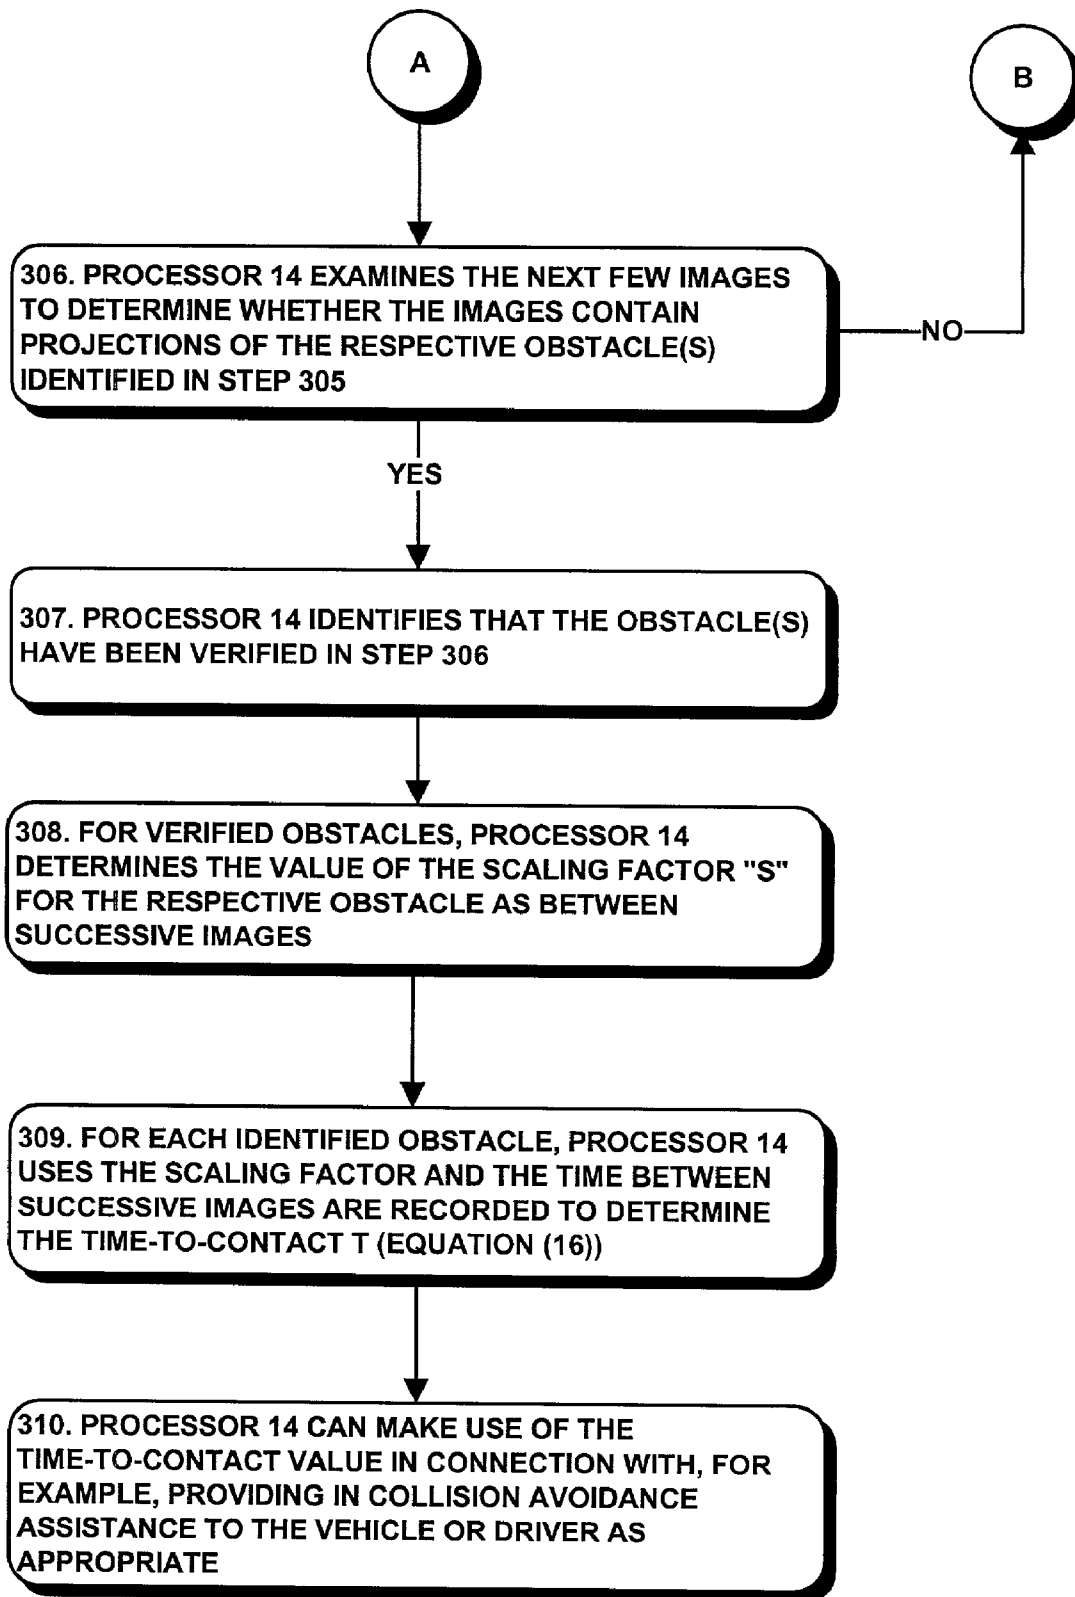 A
B
306. PROCESSOR 14 EXAMINES THE NEXT FEW IMAGES
TO DETERMINE WHETHER THE IMAGES CONTAIN
PROJECTIONS OF THE RESPECTIVE OBSTACLE(S)
IDENTIFIED IN STEP 305
NO
YES
307. PROCESSOR 14 IDENTIFIES THAT THE OBSTACLE(S)
HAVE BEEN VERIFIED IN STEP 306
308. FOR VERIFIED OBSTACLES, PROCESSOR 14
DETERMINES THE VALUE OF THE SCALING FACTOR "S"
FOR THE RESPECTIVE OBSTACLE AS BETWEEN
SUCCESSIVE IMAGES
309. FOR EACH IDENTIFIED OBSTACLE, PROCESSOR 14
USES THE SCALING FACTOR AND THE TIME BETWEEN
SUCCESSIVE IMAGES ARE RECORDED TO DETERMINE
THE TIME-TO-CONTACT T (EQUATION (16))
310. PROCESSOR 14 CAN MAKE USE OF THE
TIME-TO-CONTACT VALUE IN CONNECTION WITH, FOR
EXAMPLE, PROVIDING IN COLLISION AVOIDANCE
ASSISTANCE TO THE VEHICLE OR DRIVER AS
APPROPRIATE